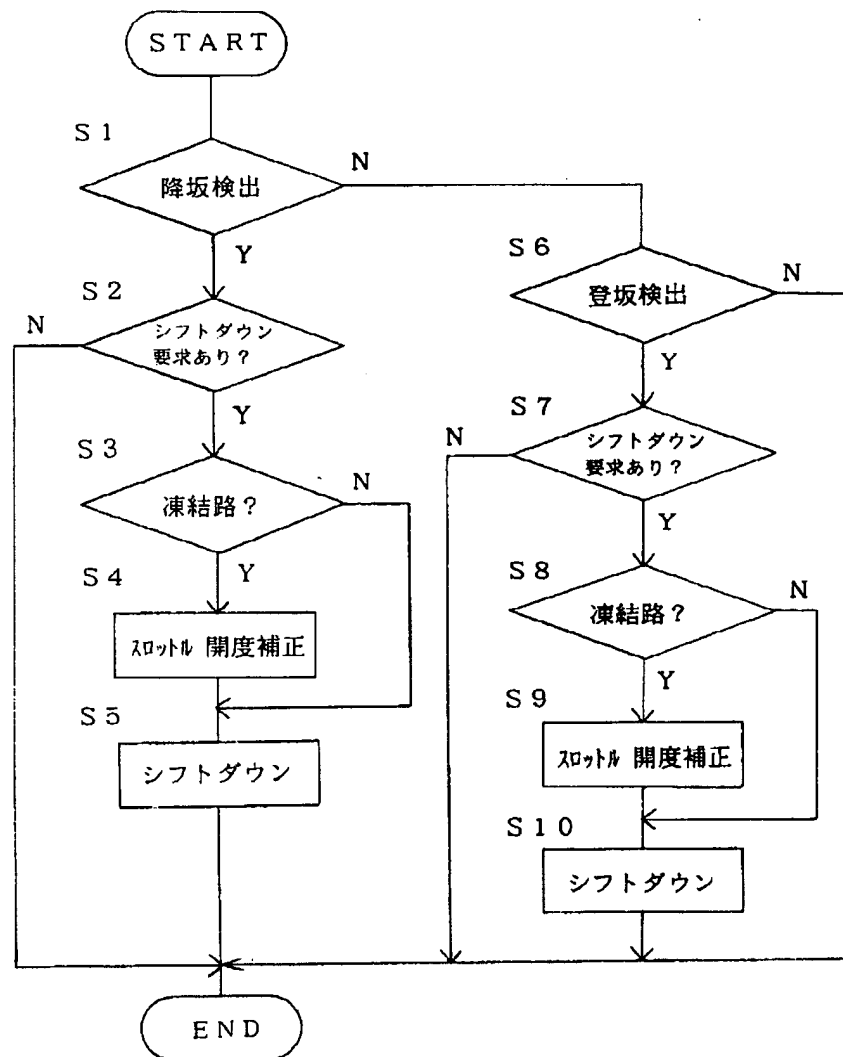 START
S1
降坂検出
N
Y
S2
N
シフトダウン
要求あり?
Y
S3
凍結路?
N
Y
S4
スロットル 開度補正
S5
シフトダウン
S6
登坂検出
N
Y
S7
N
シフトダウン
要求あり?
Y
S8
凍結路?
N
Y
S9
スロットル 開度補正
S10
シフトダウン
END